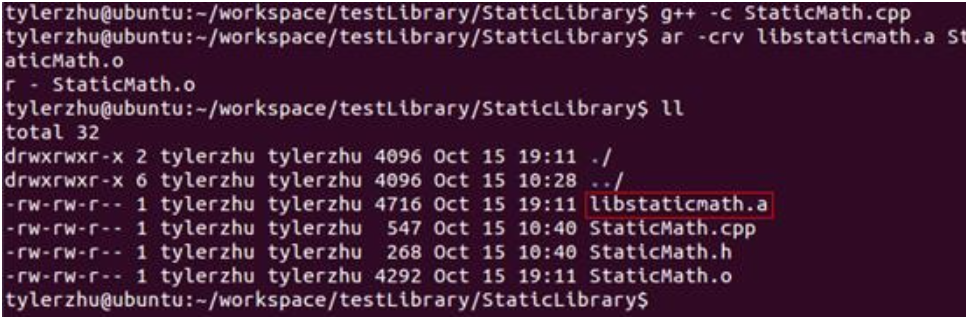 tylerzhu@ubuntu:~/workspace/testLibrary/StaticLibrary$ g++ -c StaticMath.cpp
tylerzhu@ubuntu:~/workspace/testLibrary/StaticLibrary$ ar -crv libstaticmath.a St
aticMath.o
r - StaticMath.o
tylerzhu@ubuntu:~/workspace/testLibrary/StaticLibrary$ ll
total 32
drwxrwxr-x 2 tylerzhu tylerzhu 4096 Oct 15 19:11 ./
drwxrwxr-x 6 tylerzhu tylerzhu 4096 Oct 15 10:28 ../
-rw-rw-r-- 1 tylerzhu tylerzhu 4716 Oct 15 19:11 libstaticmath.a
-rw-rw-r-- 1 tylerzhu tylerzhu  547 Oct 15 10:40 StaticMath.cpp
-rw-rw-r-- 1 tylerzhu tylerzhu  268 Oct 15 10:40 StaticMath.h
-rw-rw-r-- 1 tylerzhu tylerzhu 4292 Oct 15 19:11 StaticMath.o
tylerzhu@ubuntu:~/workspace/testLibrary/StaticLibrary$